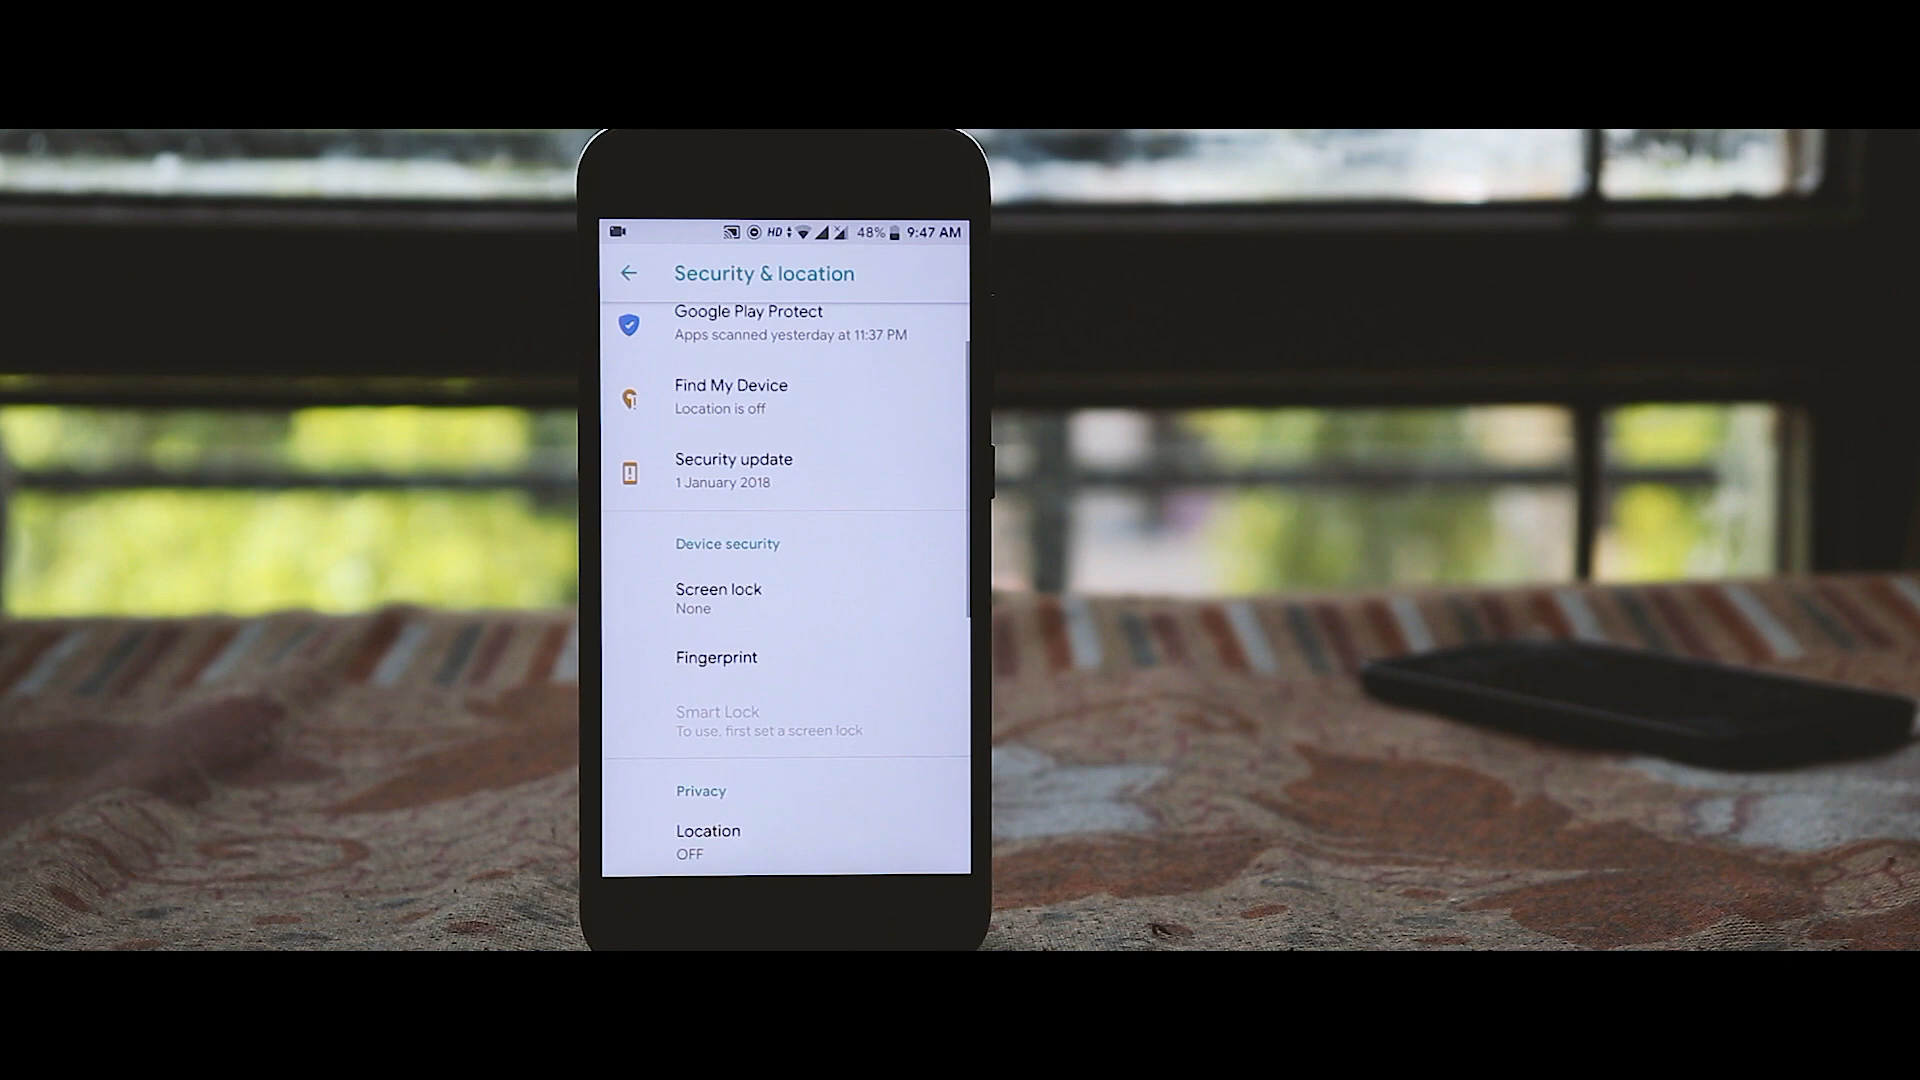 HD 48% 9:47 AM
Security & location
Google Play Protect
Apps scanned yesterday at 11:37 PM
Find My Device
Location is off
Security update
1 January 2018
Device security
Screen lock
None
Fingerprint
Smart Lock
To use, first set a screen lock
Privacy
Location
OFF